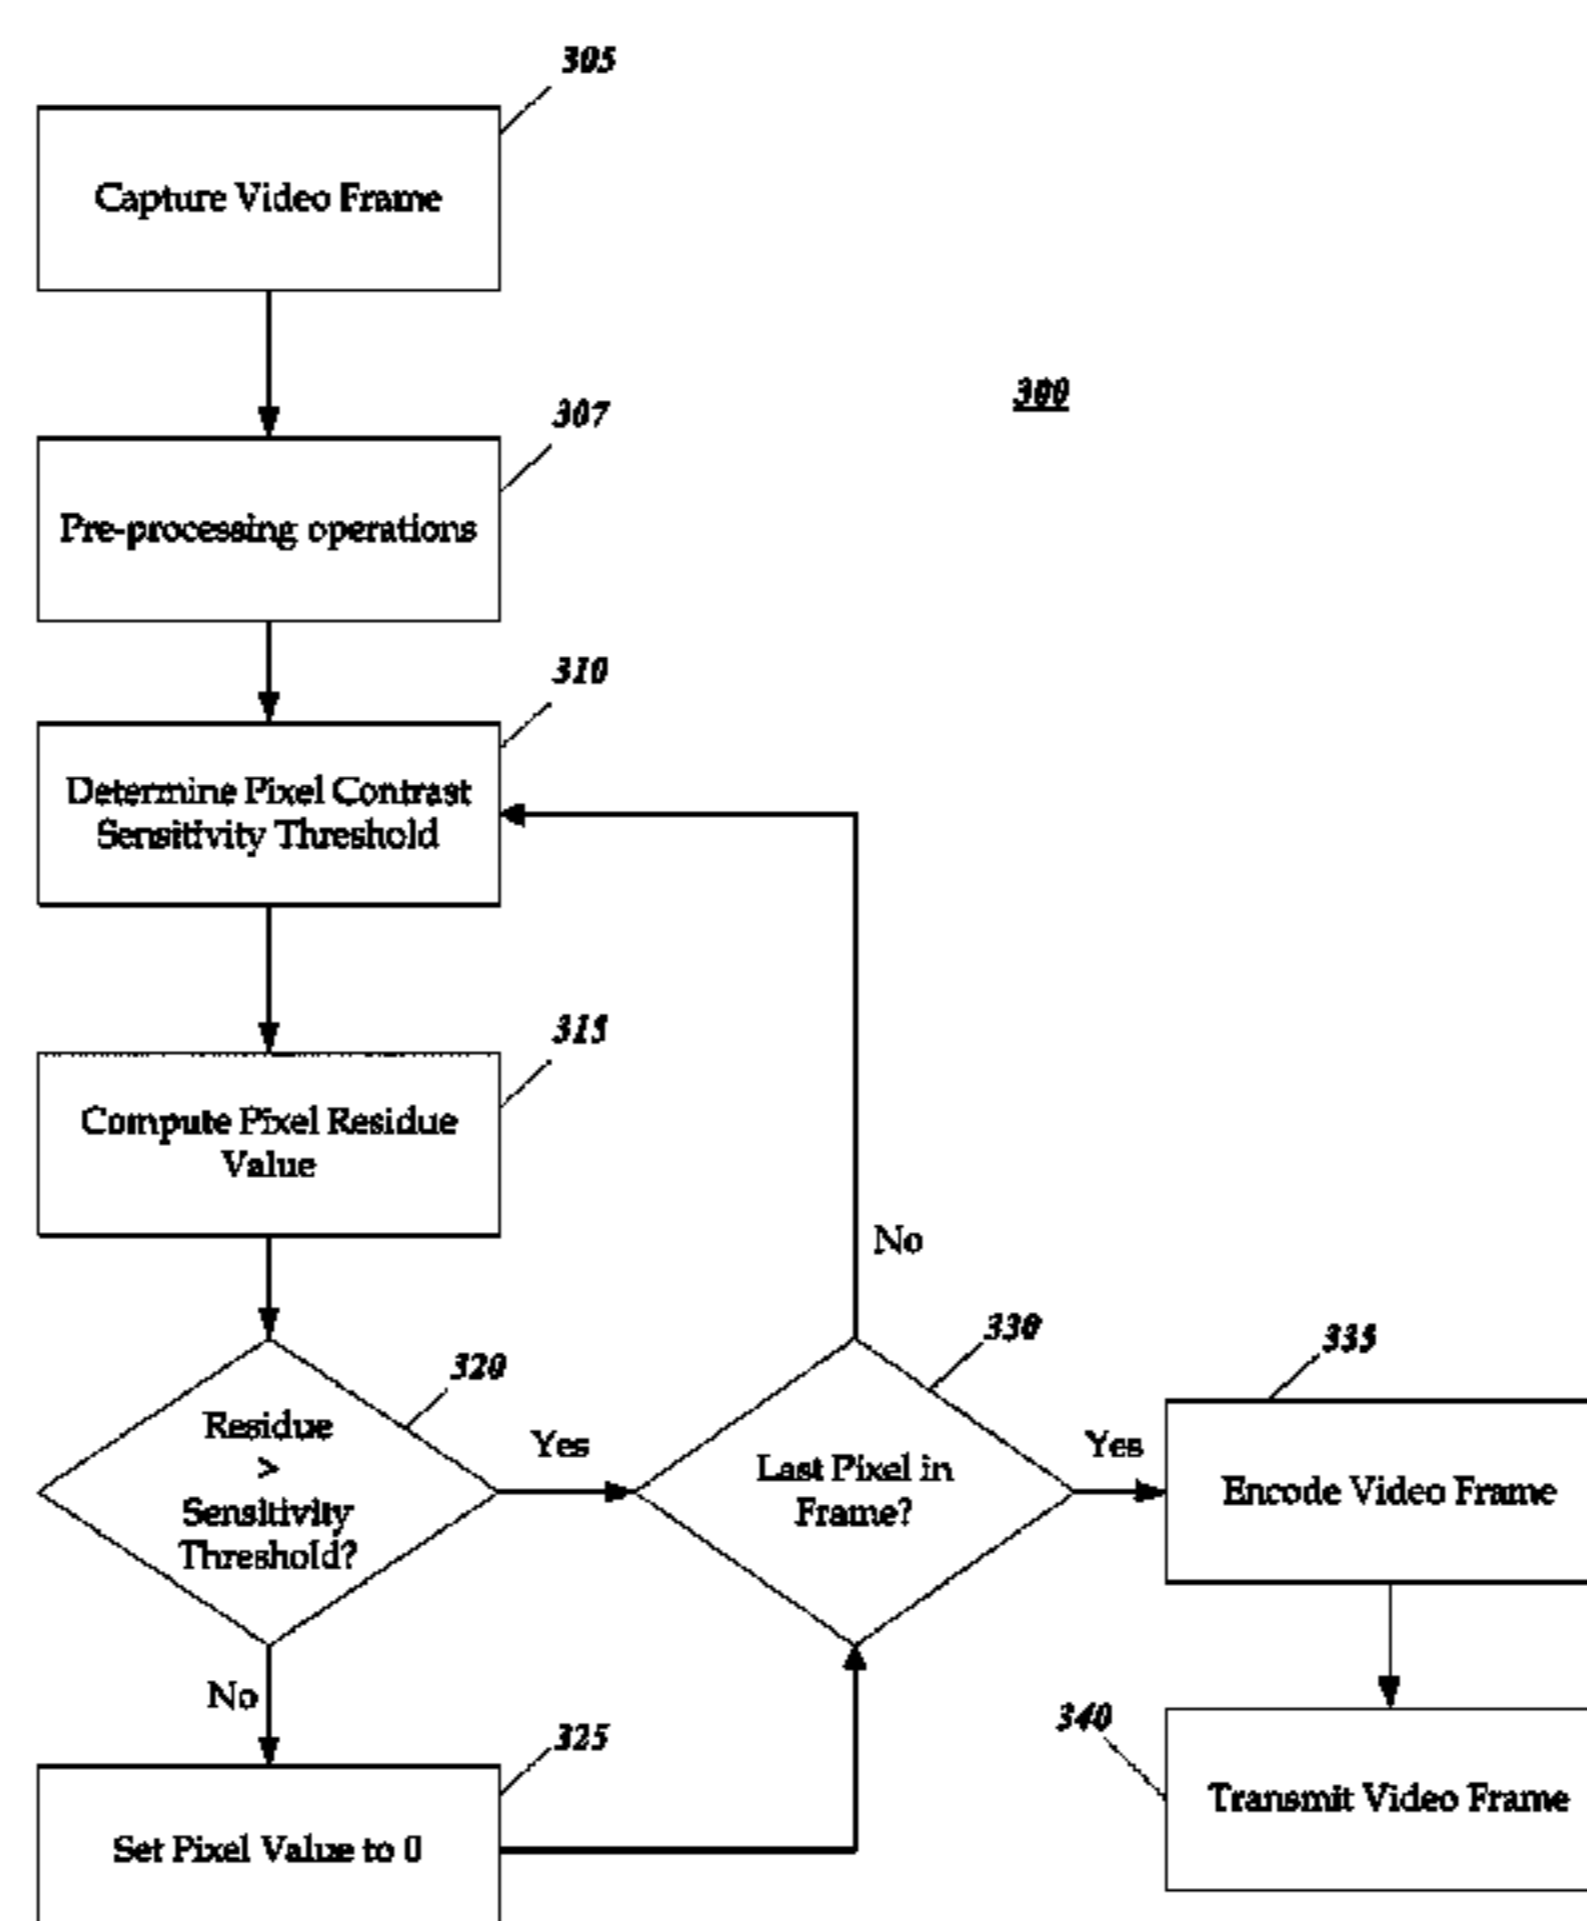 305
Capture Video Frame
300
307
Pre-processing operations
310
Determine Pixel Contrast
Sensitivity Threshold
315
Compute Pixel Residue
Value
No
320
330
335
Residue
>
Sensitivity
Threshold?
Yes
Last Pixel in
Frame?
Yes
Encode Video Frame
No
325
340
Set Pixel Value to 0
Transmit Video Frame